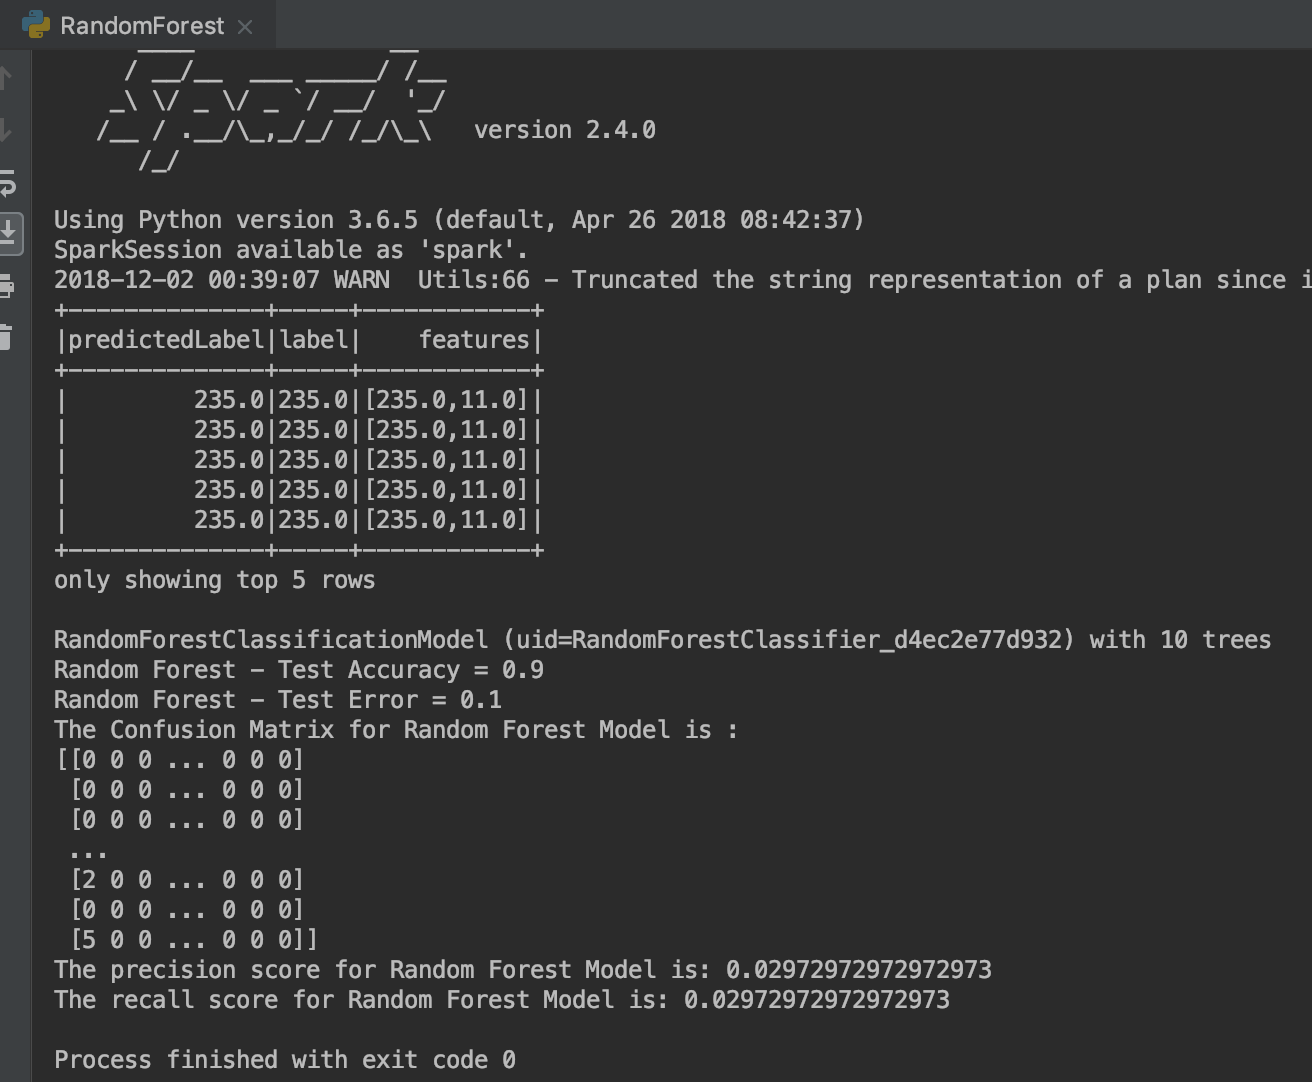 RandomForest
version 2.4.0
Using Python version 3.6.5 (default, Apr 26 2018 08:42:37)
SparkSession available as 'spark'.
2018-12-02 00:39:07 WARN  Utils:66 - Truncated the string representation of a plan since i
+--------------+-----+------------+
|predictedLabel|label|    features|
+--------------+-----+------------+
|         235.0|235.0|[235.0,11.0]|
|         235.0|235.0|[235.0,11.0]|
|         235.0|235.0|[235.0,11.0]|
|         235.0|235.0|[235.0,11.0]|
|         235.0|235.0|[235.0,11.0]|
+--------------+-----+------------+
only showing top 5 rows
RandomForestClassificationModel (uid=RandomForestClassifier_d4ec2e77d932) with 10 trees
Random Forest - Test Accuracy = 0.9
Random Forest - Test Error = 0.1
The Confusion Matrix for Random Forest Model is :
[[0 0 0 ... 0 0 0]
 [0 0 0 ... 0 0 0]
 [0 0 0 ... 0 0 0]
 ...
 [2 0 0 ... 0 0 0]
 [0 0 0 ... 0 0 0]
 [5 0 0 ... 0 0 0]]
The precision score for Random Forest Model is: 0.02972972972972973
The recall score for Random Forest Model is: 0.02972972972972973
Process finished with exit code 0